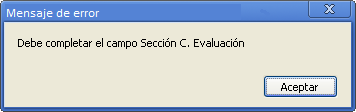 Mensaje de error
Debe completar el campo Sección C. Evaluación
Aceptar